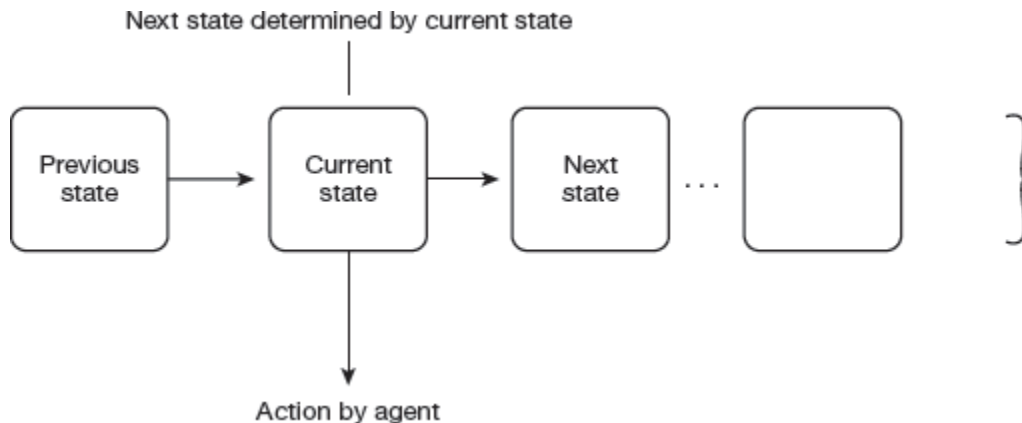 Next state determined by current state
Previous
state
Current
state
Next
state
...
Action by agent